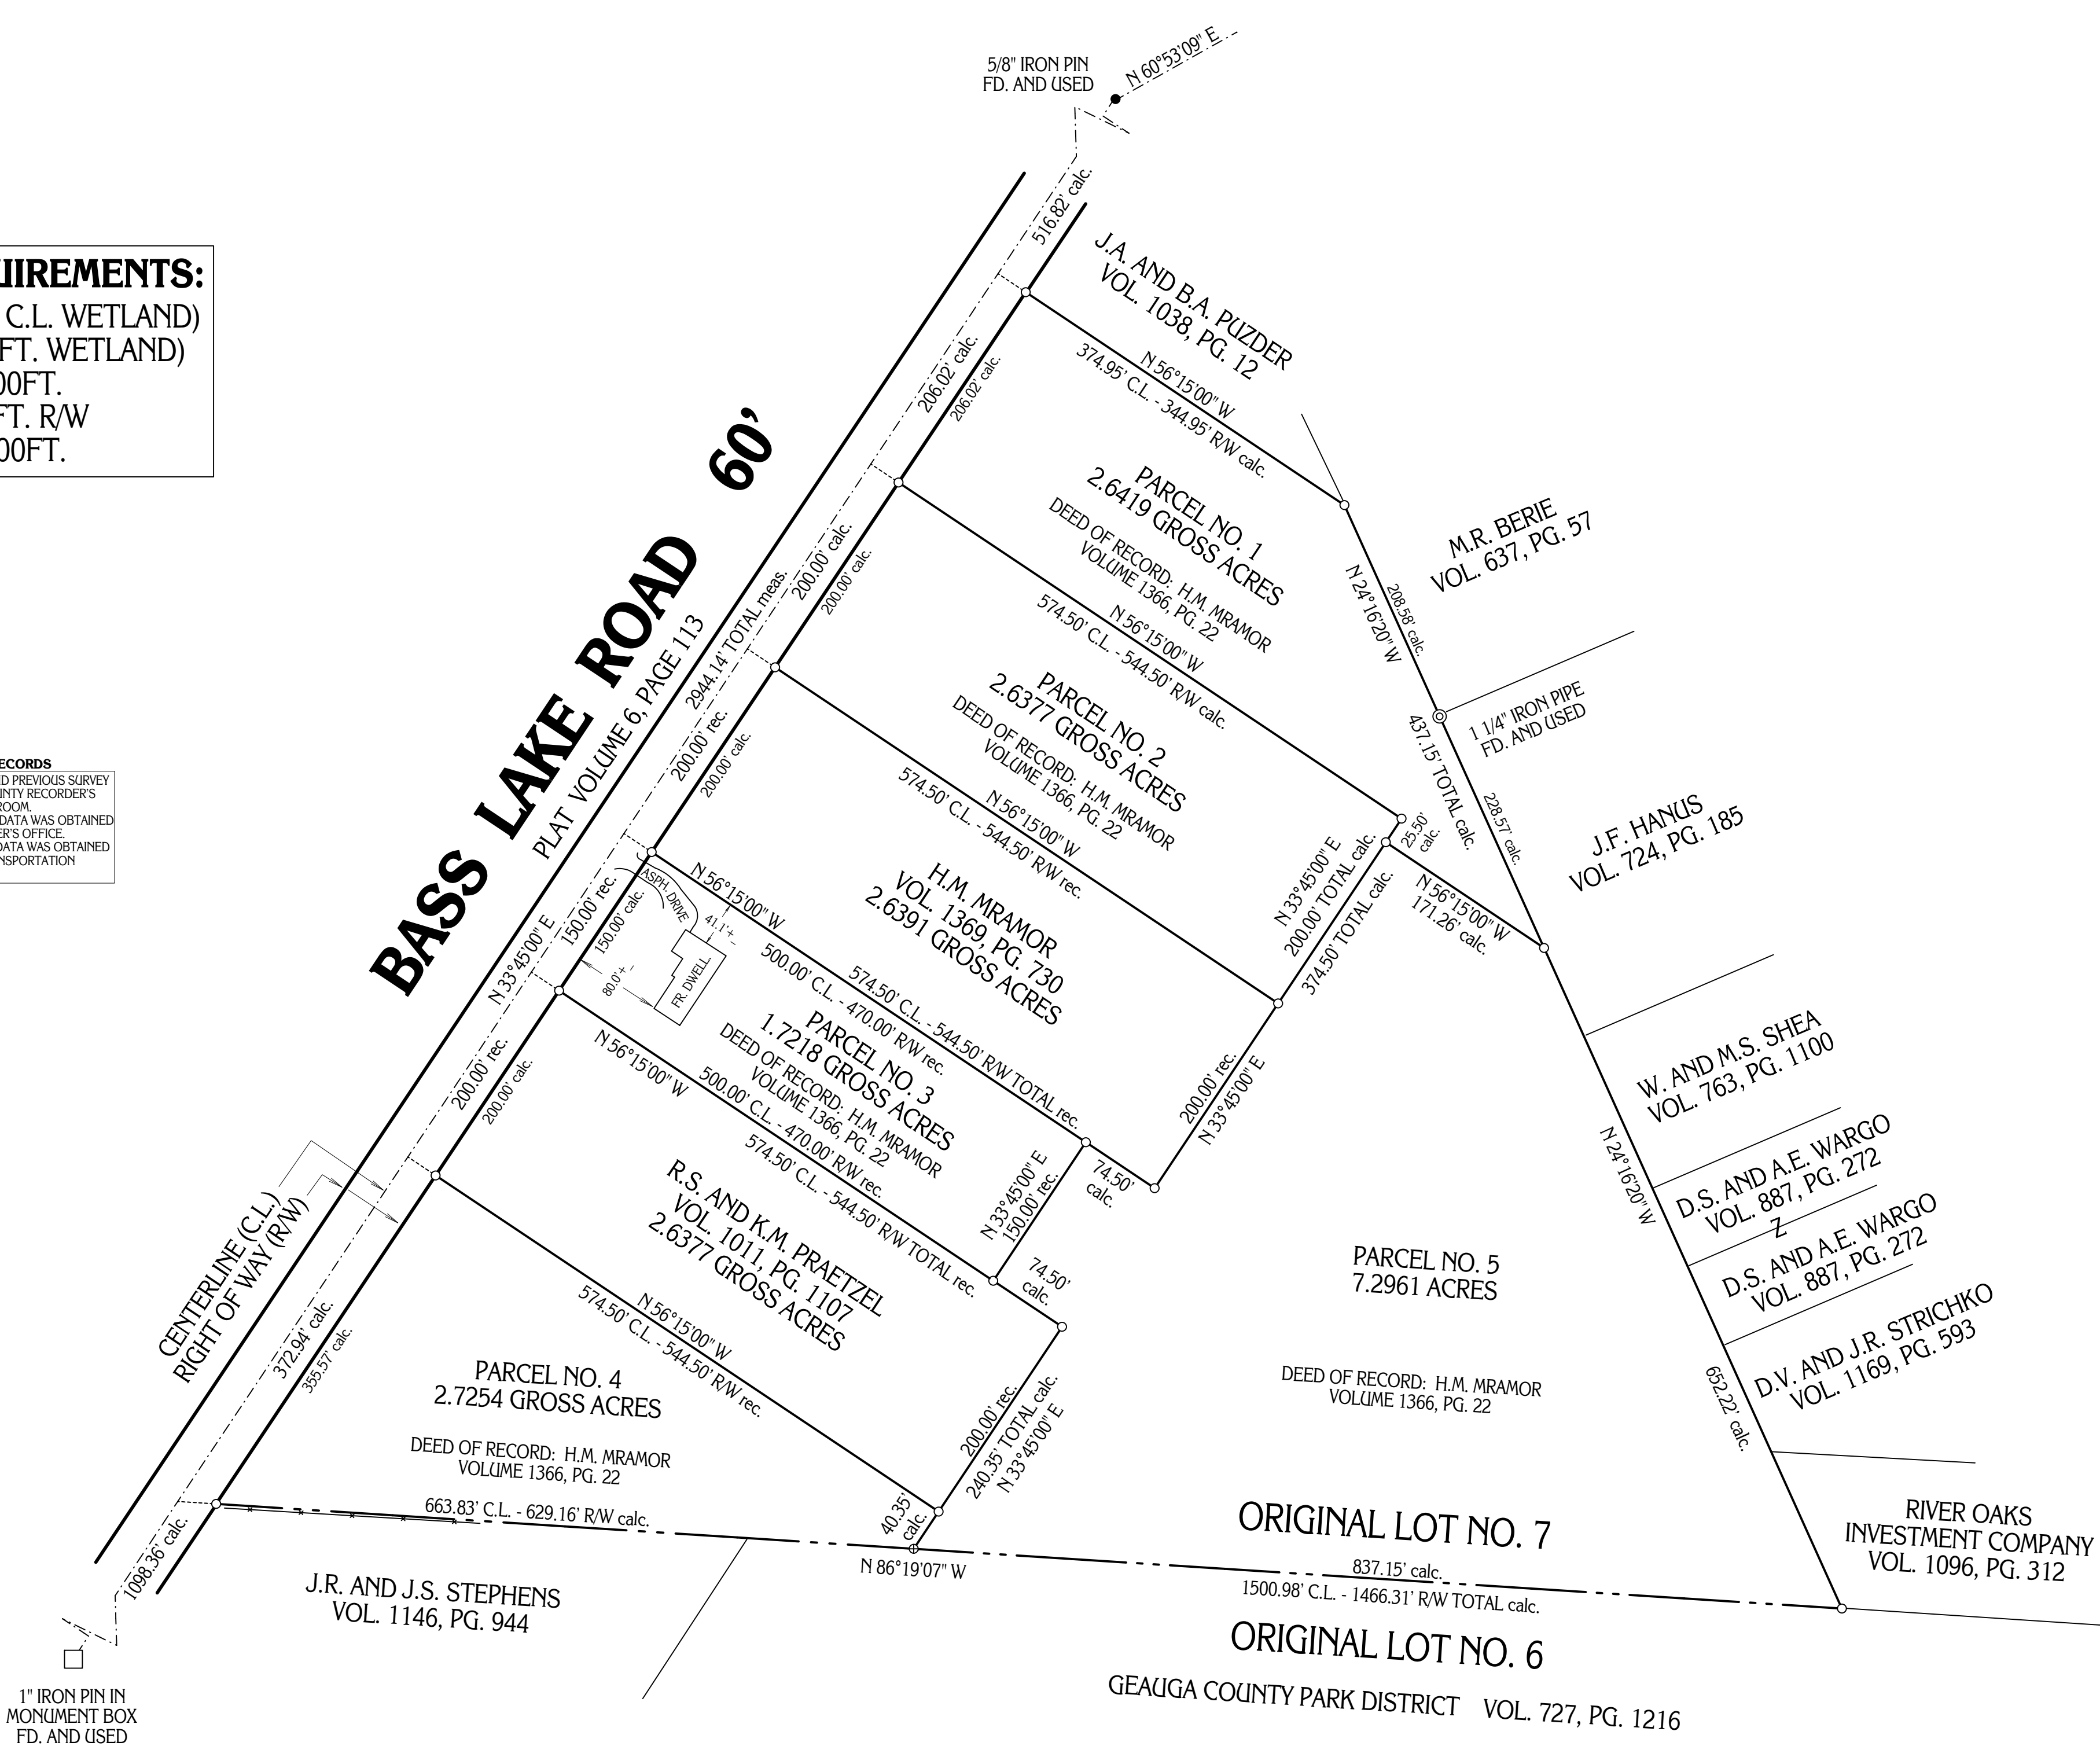 5/8" IRON PIN
FD. AND USED
N 60°53'09" E
UIREMENTS:
C.L. WETLAND)
FT. WETLAND)
00FT.
FT. R/W
00FT.
ECORDS
D PREVIOUS SURVEY
UNTY RECORDER'S
ROOM.
DATA WAS OBTAINED
ER'S OFFICE.
DATA WAS OBTAINED
NSPORTATION
BASS LAKE ROAD 60'
PLAT VOLUME 6, PAGE 113
2944.14' TOTAL meas.
516.82' calc.
206.02' calc.
206.02' calc.
200.00' calc.
200.00' calc.
200.00' rec.
200.00' calc.
150.00' rec.
150.00' calc.
N 33°45'00" E
200.00' rec.
200.00' calc.
372.94' calc.
355.57' calc.
1098.36' calc.
CENTERLINE (C.L.)
RIGHT OF WAY (R/W)
J.A. AND B.A. PUZDER
VOL. 1038, PG. 12
N 56°15'00" W
374.95' C.L. - 344.95' R/W calc.
PARCEL NO. 1
2.6419 GROSS ACRES
DEED OF RECORD: H.M. MRAMOR
VOLUME 1366, PG. 22
N 56°15'00" W
574.50' C.L. - 544.50' R/W calc.
PARCEL NO. 2
2.6377 GROSS ACRES
DEED OF RECORD: H.M. MRAMOR
VOLUME 1366, PG. 22
N 56°15'00" W
574.50' C.L. - 544.50' R/W rec.
H.M. MRAMOR
VOL. 1369, PG. 730
2.6391 GROSS ACRES
N 56°15'00" W
574.50' C.L. - 544.50' R/W TOTAL rec.
500.00' C.L. - 470.00' R/W rec.
ASPH. DRIVE
41.1'+_
80.0'+_
FR. DWELL.
PARCEL NO. 3
1.7218 GROSS ACRES
DEED OF RECORD: H.M. MRAMOR
VOLUME 1366, PG. 22
N 56°15'00" W
500.00' C.L. - 470.00' R/W rec.
574.50' C.L. - 544.50' R/W TOTAL rec.
N 33°45'00" E
150.00' rec.
74.50'
calc.
74.50'
calc.
R.S. AND K.M. PRAETZEL
VOL. 1011, PG. 1107
2.6377 GROSS ACRES
N 56°15'00" W
574.50' C.L. - 544.50' R/W rec.
200.00' rec.
240.35' TOTAL calc.
N 33°45'00" E
40.35'
calc.
PARCEL NO. 4
2.7254 GROSS ACRES
DEED OF RECORD: H.M. MRAMOR
VOLUME 1366, PG. 22
663.83' C.L. - 629.16' R/W calc.
N 33°45'00" E
200.00' TOTAL calc.
374.50' TOTAL calc.
25.50'
calc.
N 56°15'00" W
171.26' calc.
200.00' rec.
N 33°45'00" E
N 24°16'20" W
208.58' calc.
437.15' TOTAL calc.
228.57' calc.
M.R. BERIE
VOL. 637, PG. 57
1 1/4" IRON PIPE
FD. AND USED
J.F. HANUS
VOL. 724, PG. 185
W. AND M.S. SHEA
VOL. 763, PG. 1100
D.S. AND A.E. WARGO
VOL. 887, PG. 272
Z
D.S. AND A.E. WARGO
VOL. 887, PG. 272
D.V. AND J.R. STRICHKO
VOL. 1169, PG. 593
N 24°16'20" W
652.22' calc.
PARCEL NO. 5
7.2961 ACRES
DEED OF RECORD: H.M. MRAMOR
VOLUME 1366, PG. 22
RIVER OAKS
INVESTMENT COMPANY
VOL. 1096, PG. 312
ORIGINAL LOT NO. 7
837.15' calc.
N 86°19'07" W
1500.98' C.L. - 1466.31' R/W TOTAL calc.
ORIGINAL LOT NO. 6
GEAUGA COUNTY PARK DISTRICT VOL. 727, PG. 1216
J.R. AND J.S. STEPHENS
VOL. 1146, PG. 944
1" IRON PIN IN
MONUMENT BOX
FD. AND USED